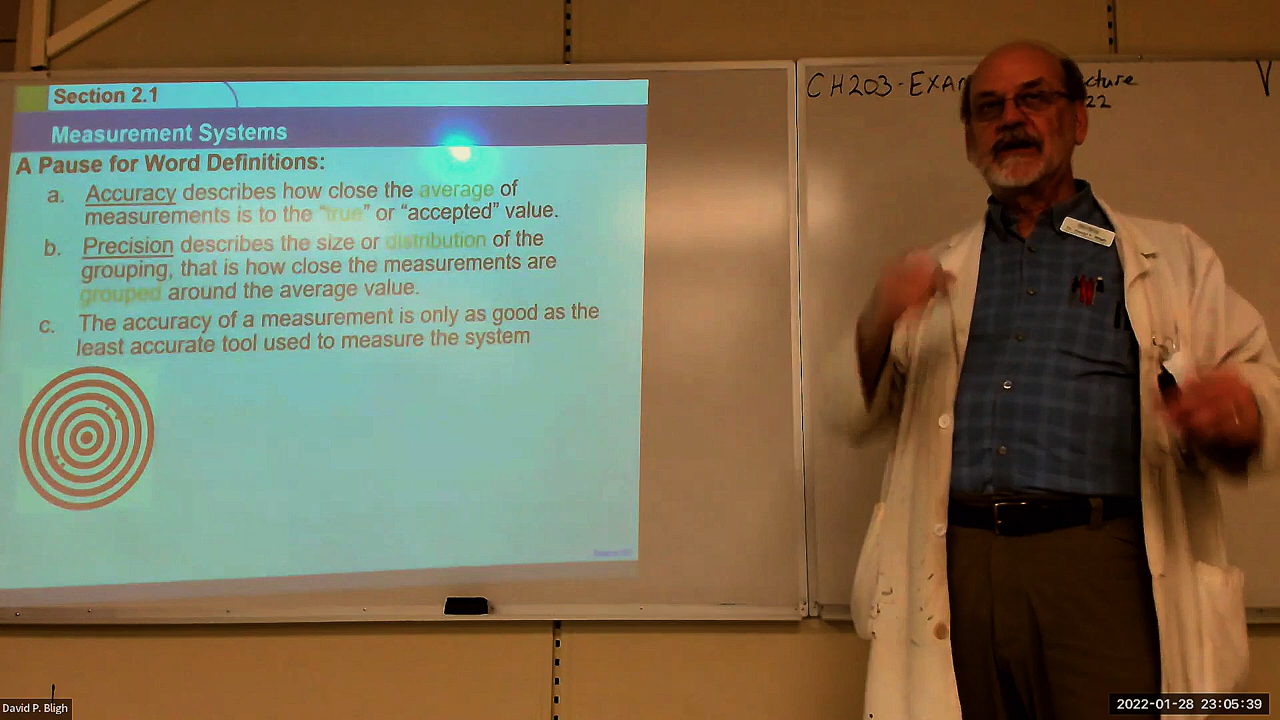 Section 2.1
Measurement Systems
A Pause for Word Definitions:
a. Accuracy describes how close the average of
measurements is to the "true" or "accepted" value.
b. Precision describes the size or distribution of the
grouping, that is how close the measurements are
grouped around the average value.
c. The accuracy of a measurement is only as good as the
least accurate tool used to measure the system
CH203-Exa
cture
22
David P. Bligh
2022-01-28 23:05:39